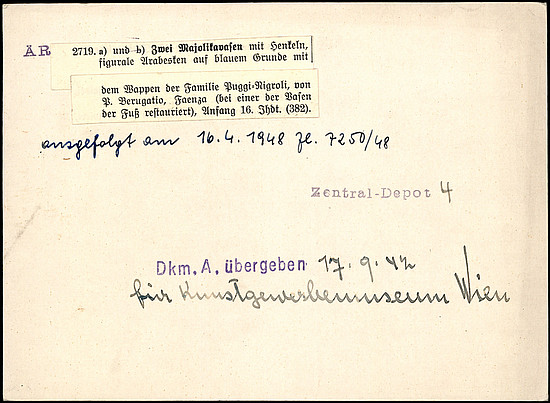 ÄR
2719. a) und b) Zwei Majolikavasen mit Henkeln,
figurale Arabesken auf blauem Grunde mit
dem Wappen der Familie Puggi-Nigroli, von
P. Berugatio, Faenza (bei einer der Vasen
der Fuß restauriert), Anfang 16. Jhdt. (382).
ausgefolgt am 16.4.1948 Zl. 7250/48
Zentral-Depot 4
Dkm. A. übergeben 17.9.42
für Kunstgewerbemuseum Wien